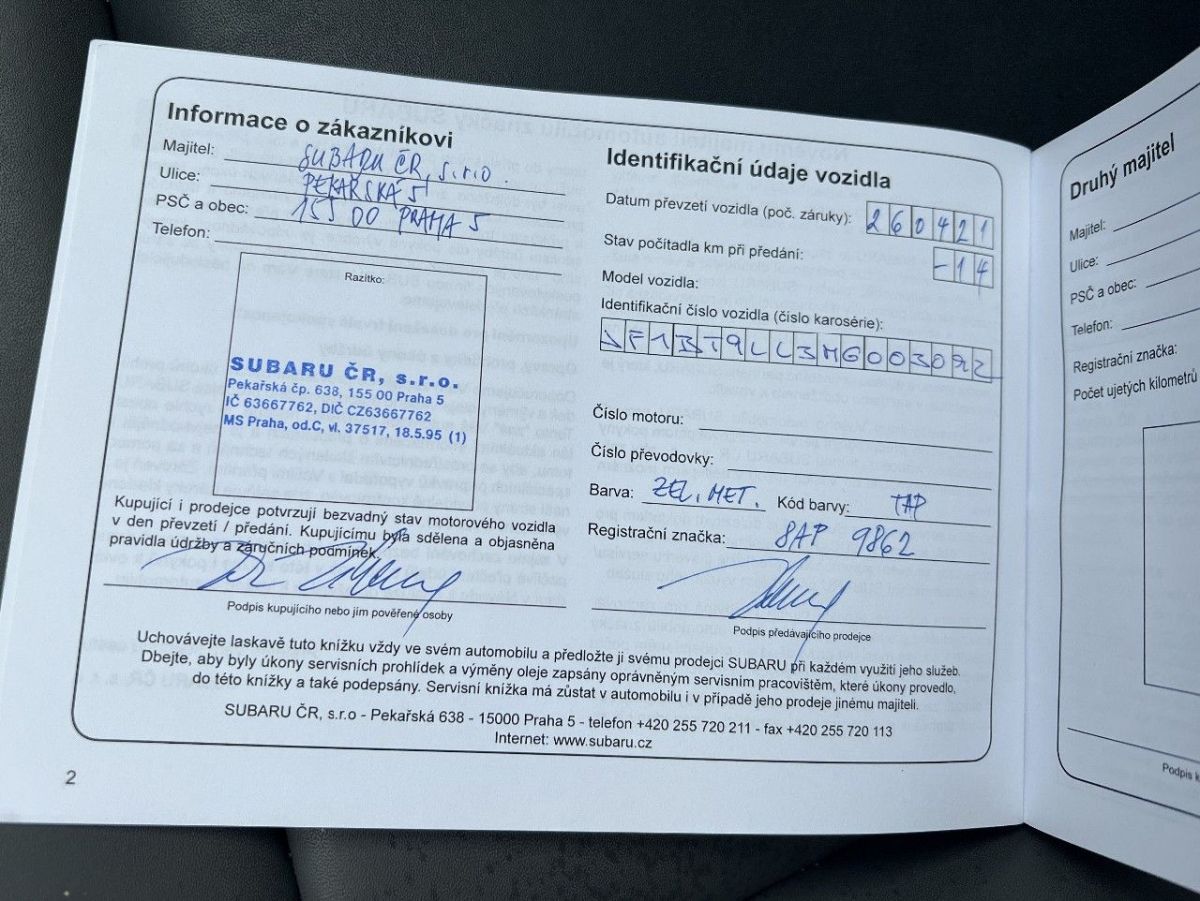 Informace o zákazníkovi
Majitel: SUBARU ČR, s.r.o.
Ulice: PEKAŘSKÁ 5
PSČ a obec: 155 00 PRAHA 5
Telefon:
Razítko:
SUBARU ČR, s.r.o.
Pekařská čp. 638, 155 00 Praha 5
IČ 63667762, DIČ CZ63667762
MS Praha, od.C, vl. 37517, 18.5.95 (1)
Kupující i prodejce potvrzují bezvadný stav motorového vozidla
v den převzetí / předání. Kupujícímu byla sdělena a objasněna
pravidla údržby a záručních podmínek.
Podpis kupujícího nebo jím pověřené osoby
Identifikační údaje vozidla
Datum převzetí vozidla (poč. záruky): 260421
Stav počítadla km při předání: -14
Model vozidla:
Identifikační číslo vozidla (číslo karosérie):
JF1BT9LL3MG003092
Číslo motoru:
Číslo převodovky:
Barva: ZEL. MET. Kód barvy: TAP
Registrační značka: 8AP 9862
Podpis předávajícího prodejce
Uchovávejte laskavě tuto knížku vždy ve svém automobilu a předložte ji svému prodejci SUBARU při každém využití jeho služeb.
Dbejte, aby byly úkony servisních prohlídek a výměny oleje zapsány oprávněným servisním pracovištěm, které úkony provedlo,
do této knížky a také podepsány. Servisní knížka má zůstat v automobilu i v případě jeho prodeje jinému majiteli.
SUBARU ČR, s.r.o - Pekařská 638 - 15000 Praha 5 - telefon +420 255 720 211 - fax +420 255 720 113
Internet: www.subaru.cz
2
Druhý majitel
Majitel:
Ulice:
PSČ a obec:
Telefon:
Registrační značka:
Počet ujetých kilometrů
Podpis